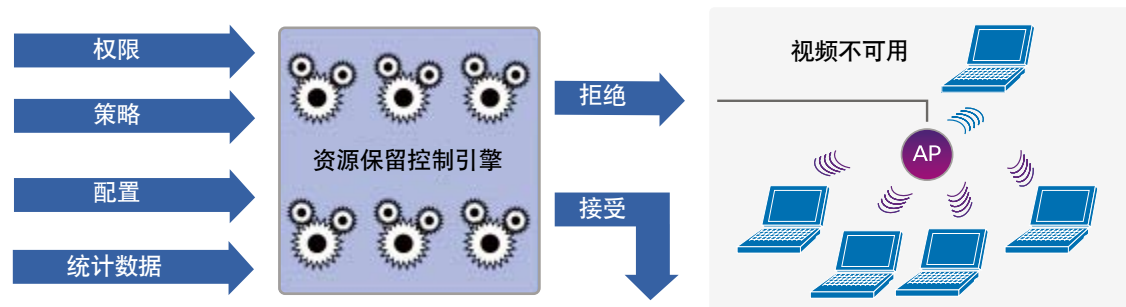 权限
策略
配置
统计数据
资源保留控制引擎
拒绝
接受
视频不可用
AP